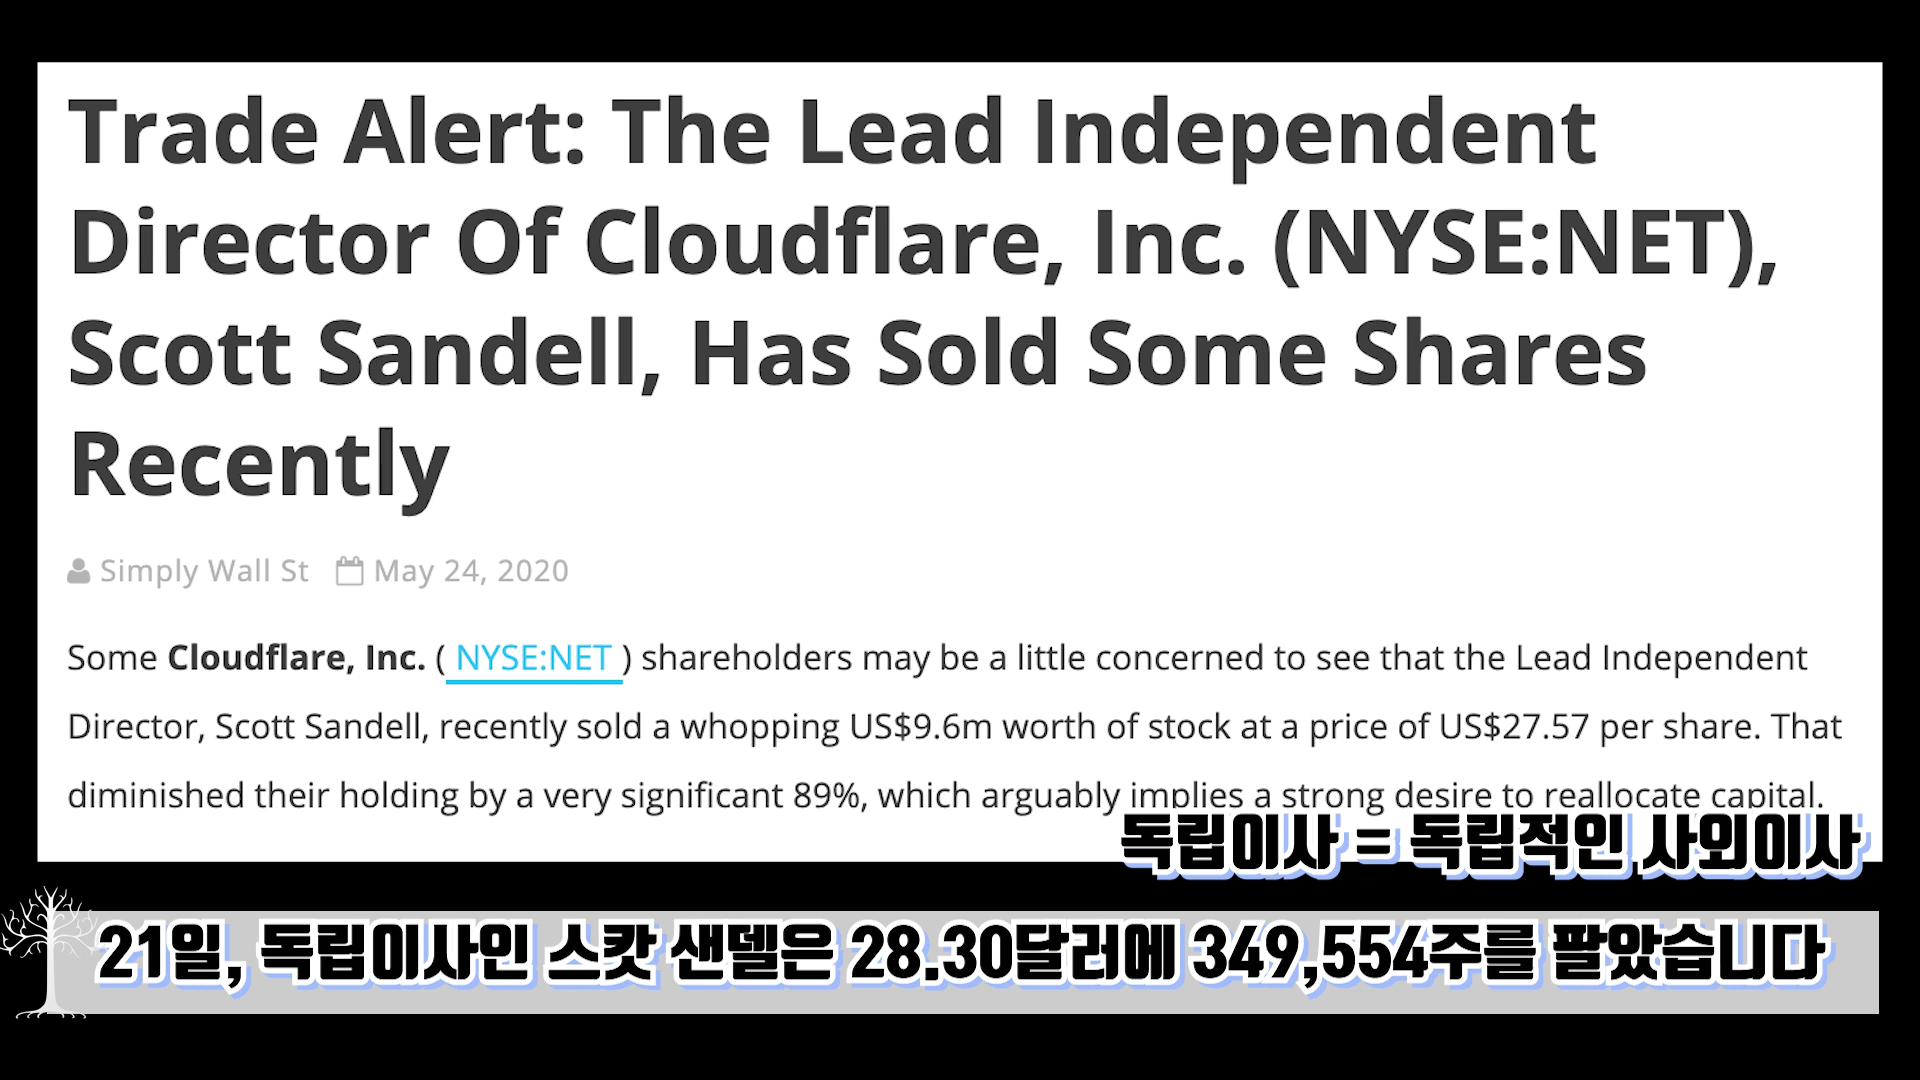 Trade Alert: The Lead Independent
Director Of Cloudflare, Inc. (NYSE:NET),
Scott Sandell, Has Sold Some Shares
Recently
Simply Wall St May 24, 2020
Some Cloudflare, Inc. ( NYSE:NET ) shareholders may be a little concerned to see that the Lead Independent
Director, Scott Sandell, recently sold a whopping US$9.6m worth of stock at a price of US$27.57 per share. That
diminished their holding by a very significant 89%, which arguably implies a strong desire to reallocate capital.
독립이사 = 독립적인 사외이사
21일, 독립이사인 스캇 샌델은 28.30달러에 349,554주를 팔았습니다